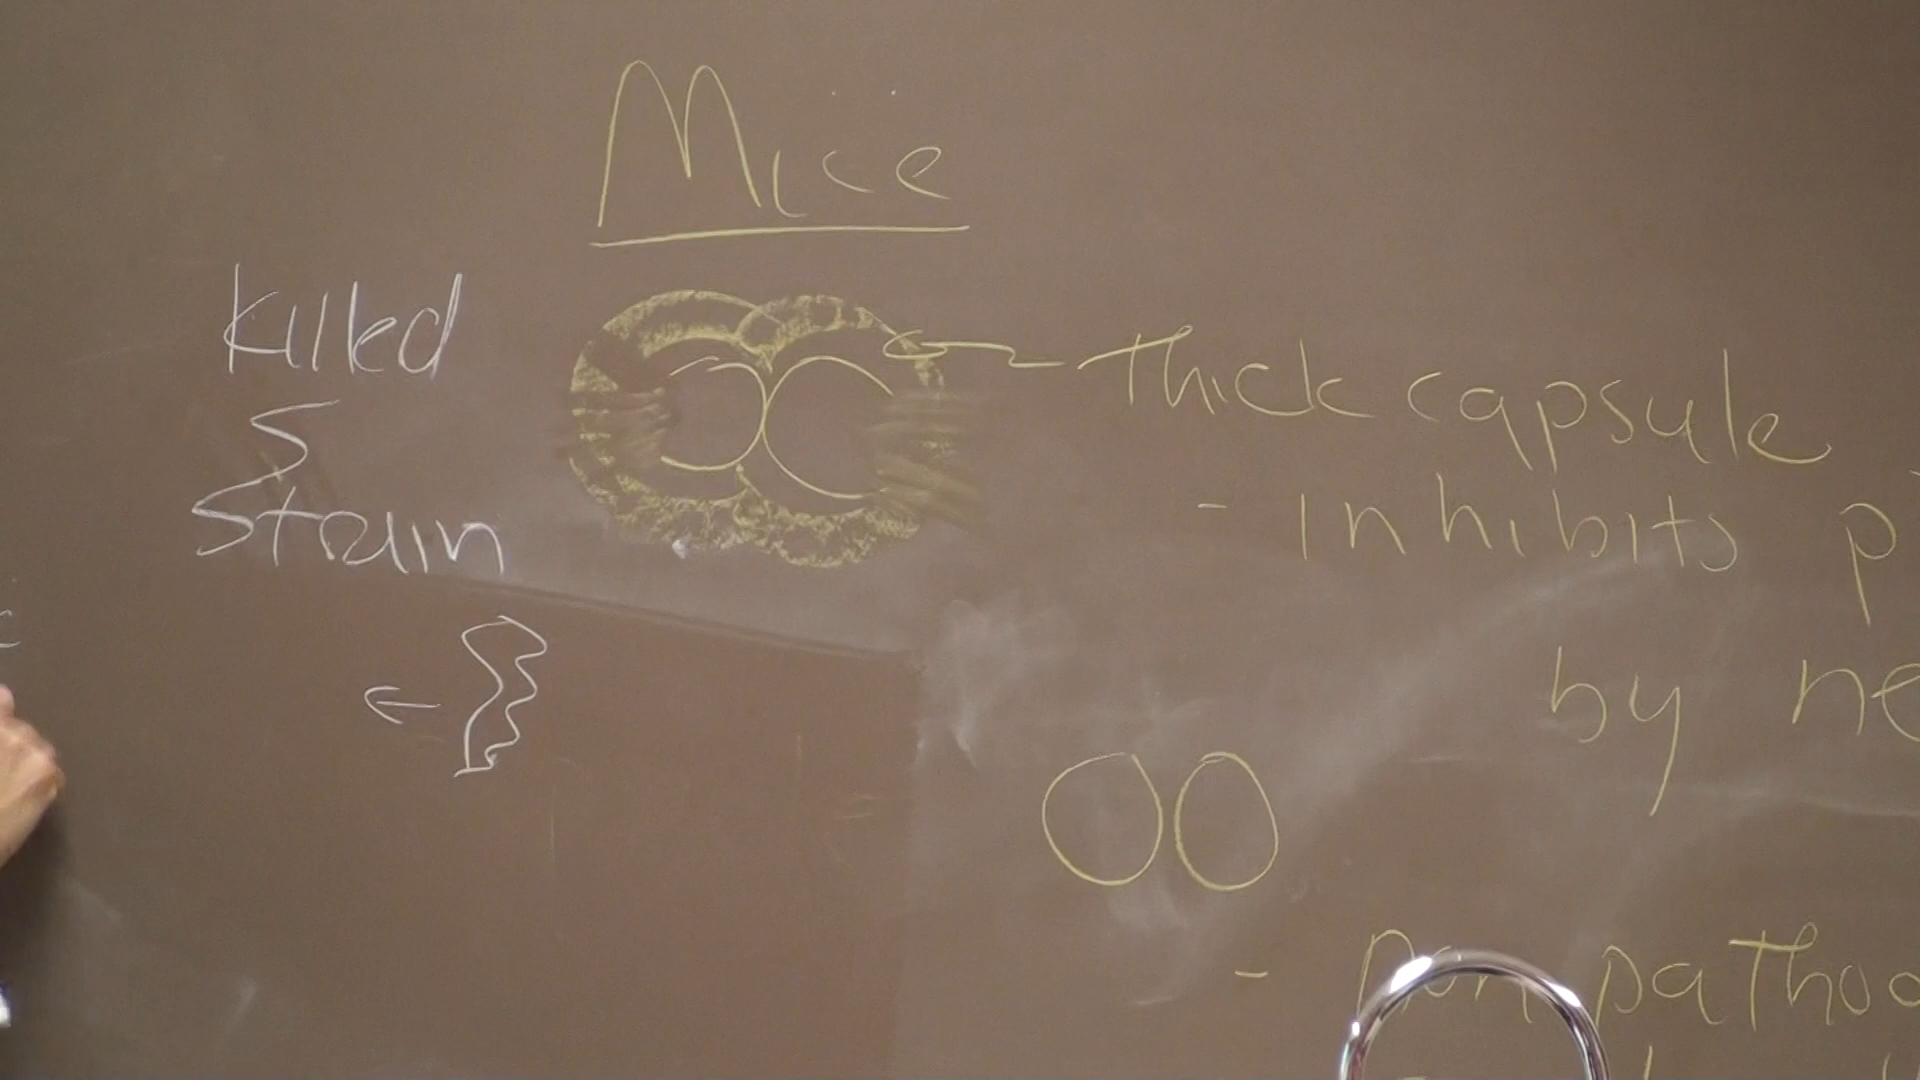 Mice
Killed
S
Strain
Thick capsule
- inhibits p
by ne
- non pathog